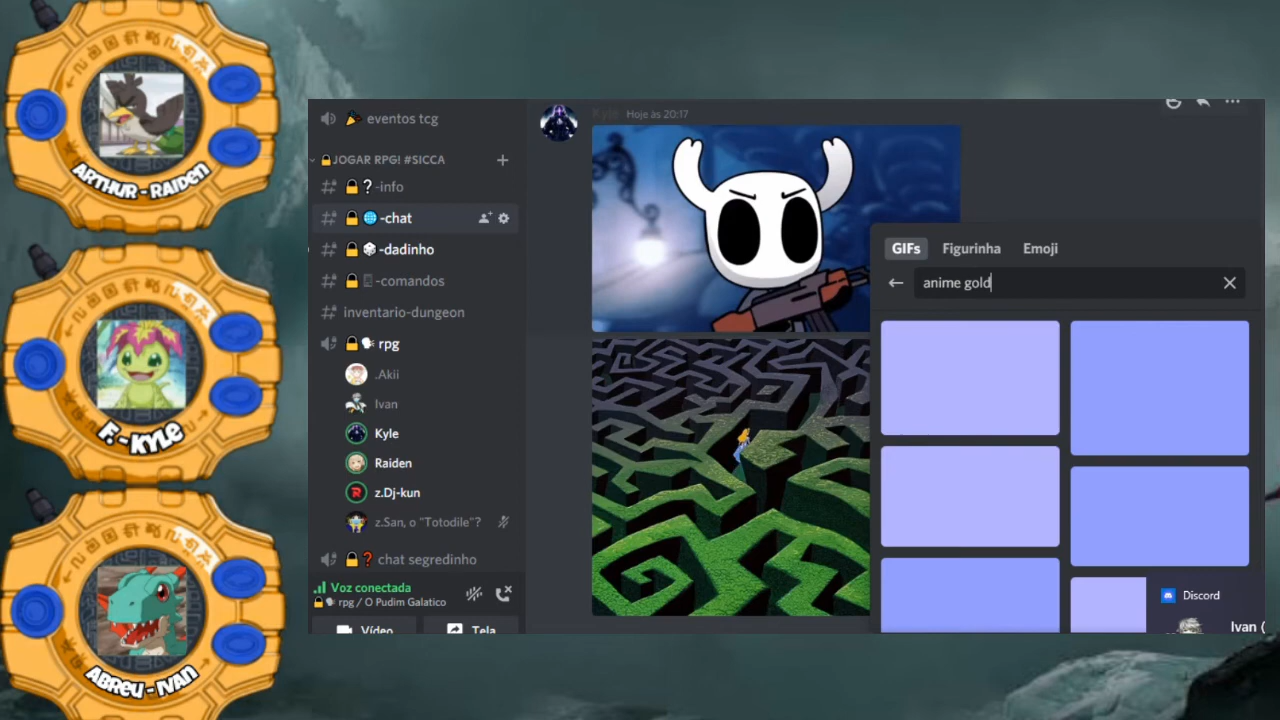 ARTHUR - RAIDEN
F. - KYLE
ABREU - IVAN
eventos tcg
JOGAR RPG! #SICCA
-info
-chat
-dadinho
-comandos
inventario-dungeon
rpg
.Akii
Ivan
Kyle
Raiden
z.Dj-kun
z.San, o "Totodile"?
chat segredinho
Voz conectada
rpg / O Pudim Galatico
Vídeo
Tela
Kyle Hoje às 20:17
GIFs Figurinha Emoji
anime gold
Discord
Ivan (